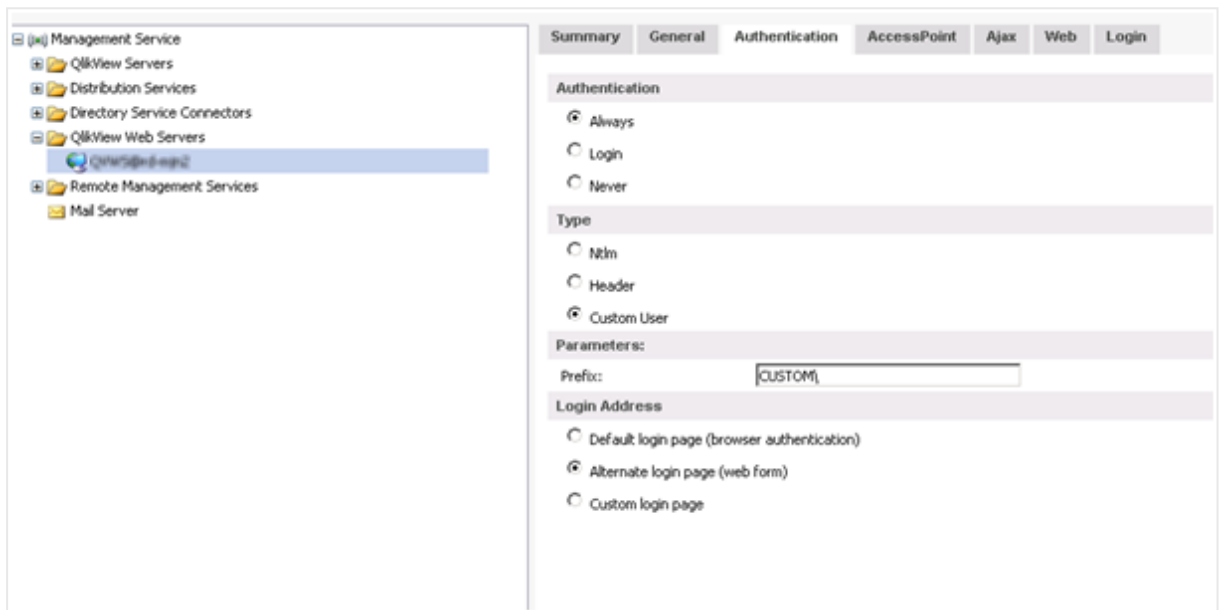 Management Service
QlikView Servers
Distribution Services
Directory Service Connectors
QlikView Web Servers
Remote Management Services
Mail Server
Summary General Authentication AccessPoint Ajax Web Login
Authentication
Always
Login
Never
Type
Ntlm
Header
Custom User
Parameters:
Prefix: CUSTOM\
Login Address
Default login page (browser authentication)
Alternate login page (web form)
Custom login page